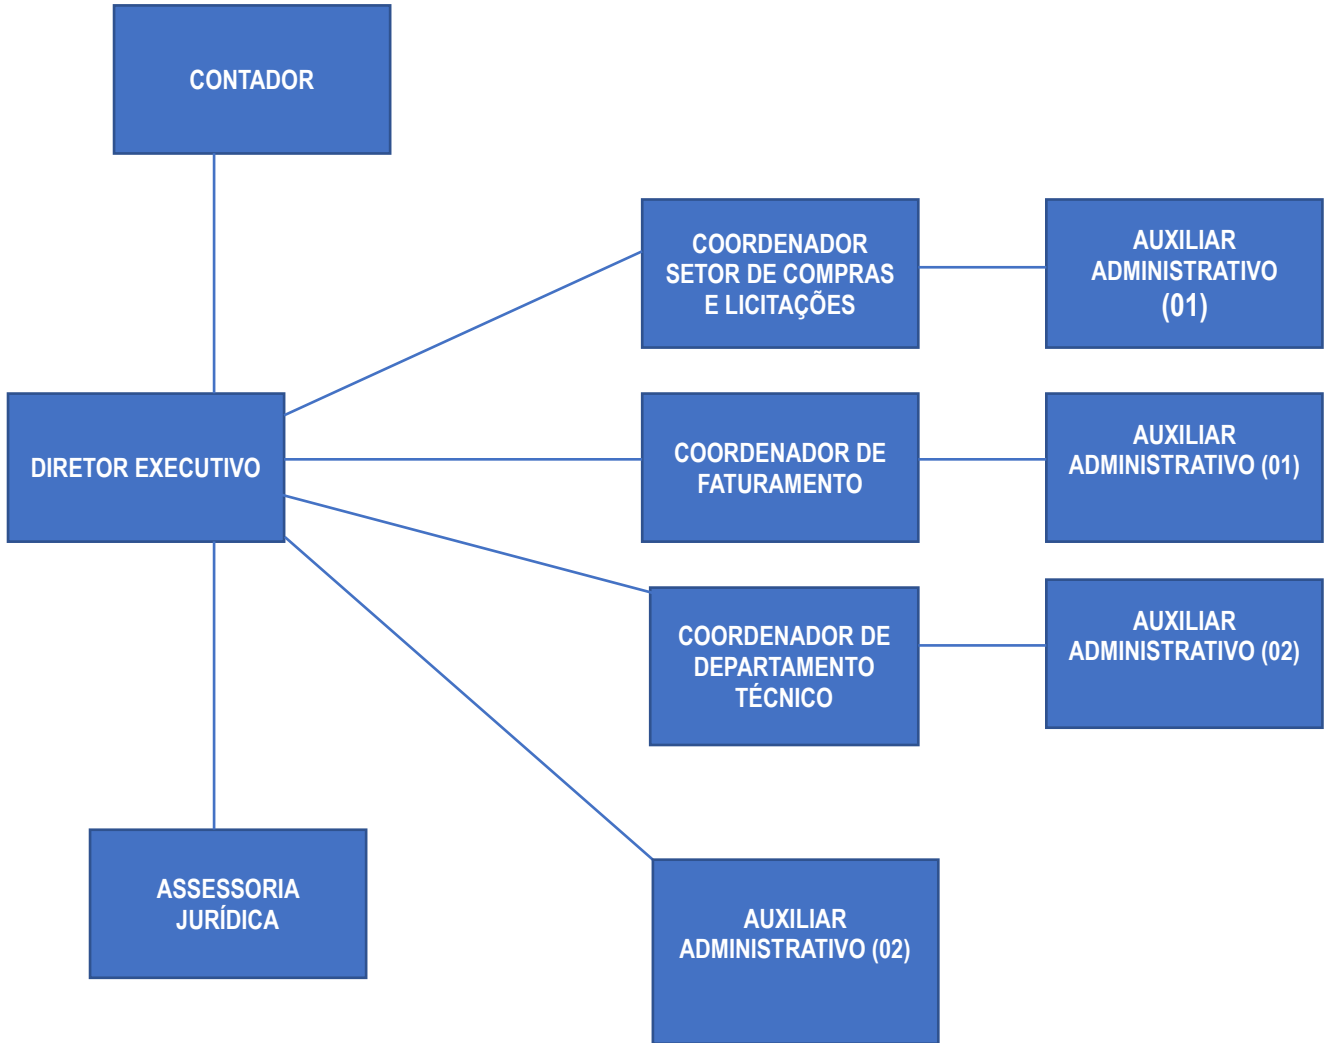 CONTADOR
COORDENADOR
SETOR DE COMPRAS
E LICITAÇÕES
AUXILIAR
ADMINISTRATIVO
(01)
DIRETOR EXECUTIVO
COORDENADOR DE
FATURAMENTO
AUXILIAR
ADMINISTRATIVO (01)
COORDENADOR DE
DEPARTAMENTO
TÉCNICO
AUXILIAR
ADMINISTRATIVO (02)
ASSESSORIA
JURÍDICA
AUXILIAR
ADMINISTRATIVO (02)